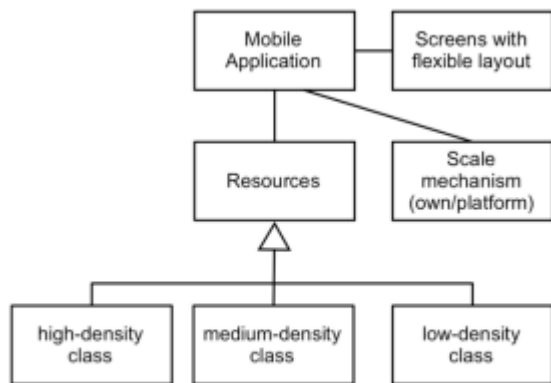 Mobile
Application
Screens with
flexible layout
Resources
Scale
mechanism
(own/platform)
high-density
class
medium-density
class
low-density
class